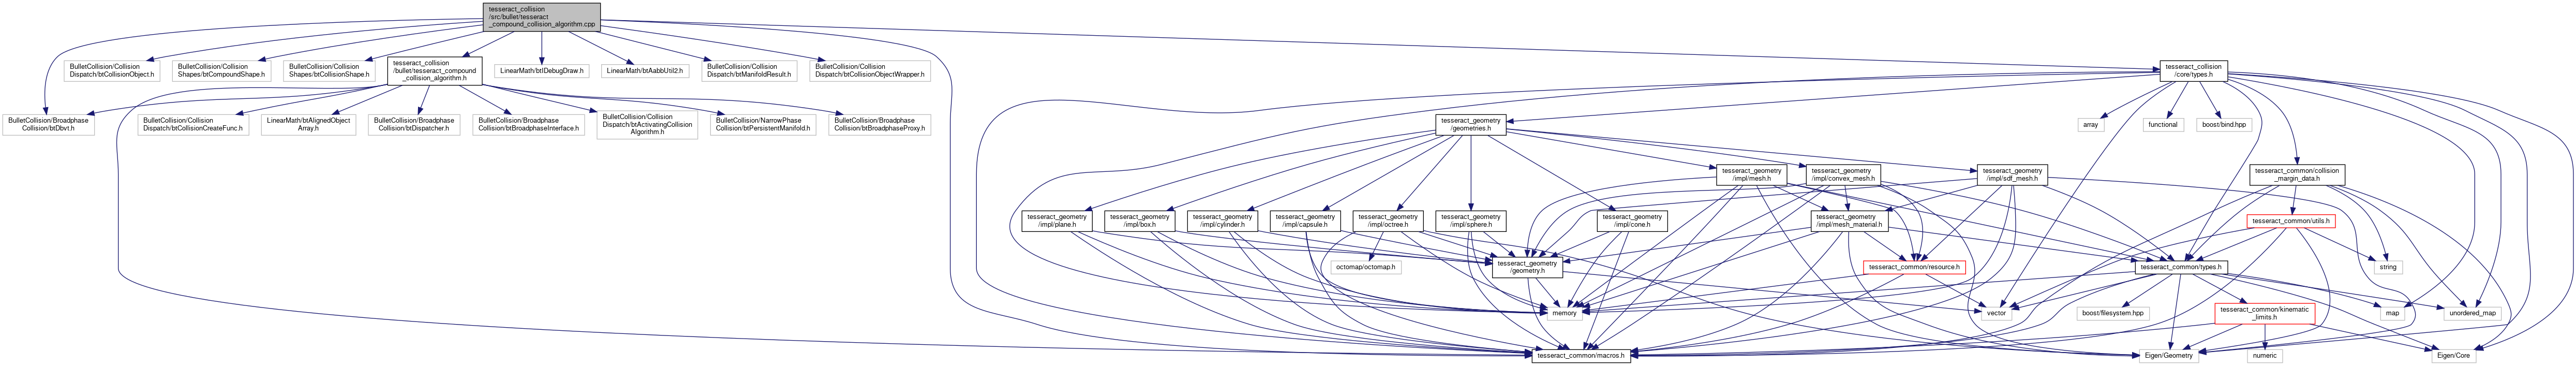 tesseract_collision
/src/bullet/tesseract
_compound_collision_algorithm.cpp
BulletCollision/Collision
Dispatch/btCollisionObject.h
BulletCollision/Collision
Shapes/btCompoundShape.h
BulletCollision/Collision
Shapes/btCollisionShape.h
tesseract_collision
/bullet/tesseract_compound
_collision_algorithm.h
LinearMath/btIDebugDraw.h
LinearMath/btAabbUtil2.h
BulletCollision/Collision
Dispatch/btManifoldResult.h
BulletCollision/Collision
Dispatch/btCollisionObjectWrapper.h
tesseract_collision
/core/types.h
BulletCollision/Broadphase
Collision/btDbvt.h
BulletCollision/Collision
Dispatch/btCollisionCreateFunc.h
LinearMath/btAlignedObject
Array.h
BulletCollision/Broadphase
Collision/btDispatcher.h
BulletCollision/Broadphase
Collision/btBroadphaseInterface.h
BulletCollision/Collision
Dispatch/btActivatingCollision
Algorithm.h
BulletCollision/NarrowPhase
Collision/btPersistentManifold.h
BulletCollision/Broadphase
Collision/btBroadphaseProxy.h
tesseract_geometry
/geometries.h
array
functional
boost/bind.hpp
tesseract_geometry
/impl/mesh.h
tesseract_geometry
/impl/convex_mesh.h
tesseract_geometry
/impl/sdf_mesh.h
tesseract_common/collision
_margin_data.h
tesseract_geometry
/impl/plane.h
tesseract_geometry
/impl/box.h
tesseract_geometry
/impl/cylinder.h
tesseract_geometry
/impl/capsule.h
tesseract_geometry
/impl/octree.h
tesseract_geometry
/impl/sphere.h
tesseract_geometry
/impl/cone.h
tesseract_geometry
/impl/mesh_material.h
tesseract_common/utils.h
octomap/octomap.h
tesseract_geometry
/geometry.h
tesseract_common/resource.h
tesseract_common/types.h
string
memory
vector
boost/filesystem.hpp
tesseract_common/kinematic
_limits.h
map
unordered_map
tesseract_common/macros.h
Eigen/Geometry
numeric
Eigen/Core